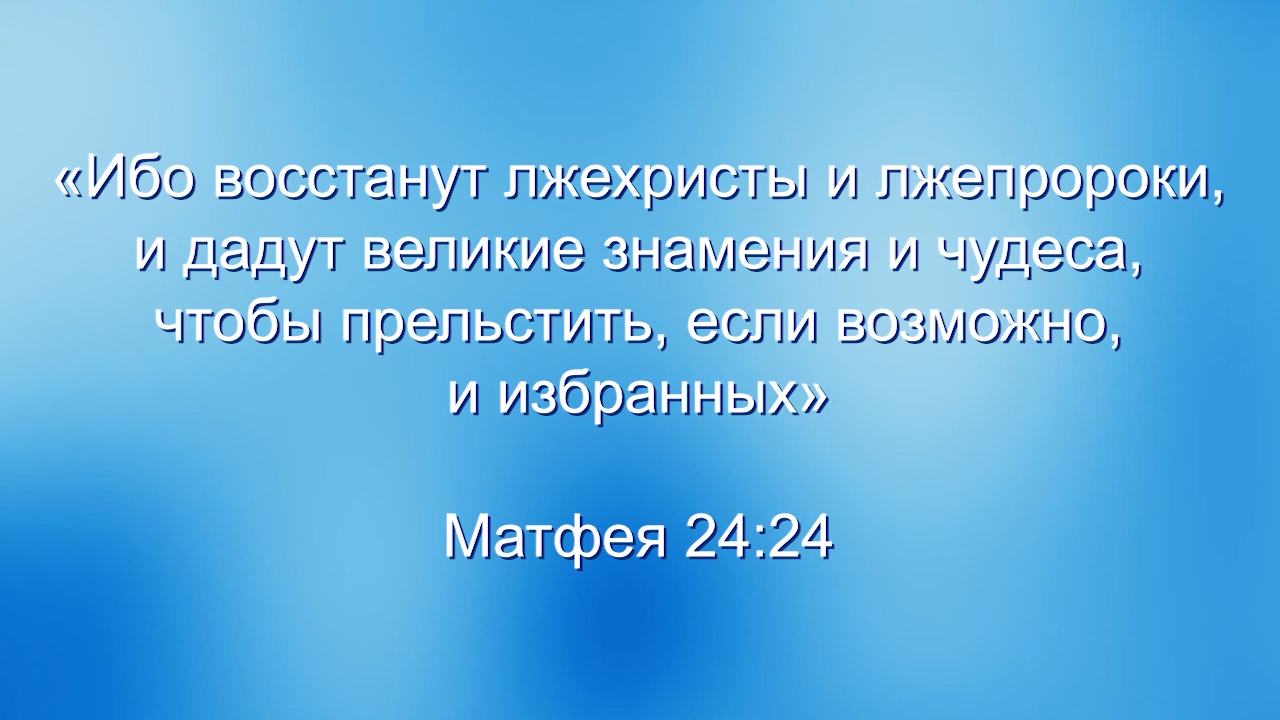 «Ибо восстанут лжехристы и лжепророки,
и дадут великие знамения и чудеса,
чтобы прельстить, если возможно,
и избранных»
Матфея 24:24